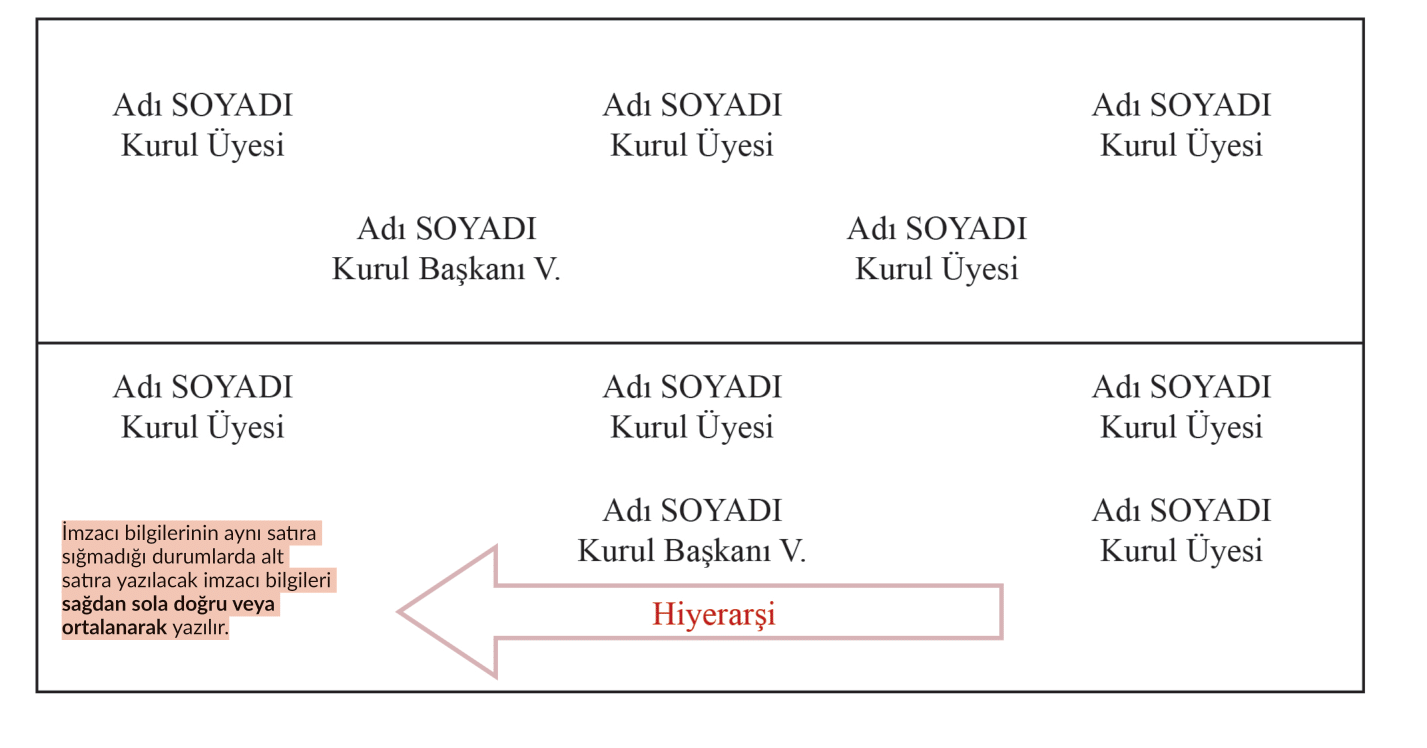 Adı SOYADI Adı SOYADI Adı SOYADI
Kurul Üyesi Kurul Üyesi Kurul Üyesi
Adı SOYADI Adı SOYADI
Kurul Başkanı V. Kurul Üyesi
Adı SOYADI Adı SOYADI Adı SOYADI
Kurul Üyesi Kurul Üyesi Kurul Üyesi
Adı SOYADI Adı SOYADI
Kurul Başkanı V. Kurul Üyesi
İmzacı bilgilerinin aynı satıra
sığmadığı durumlarda alt
satıra yazılacak imzacı bilgileri
sağdan sola doğru veya
ortalanarak yazılır.
Hiyerarşi